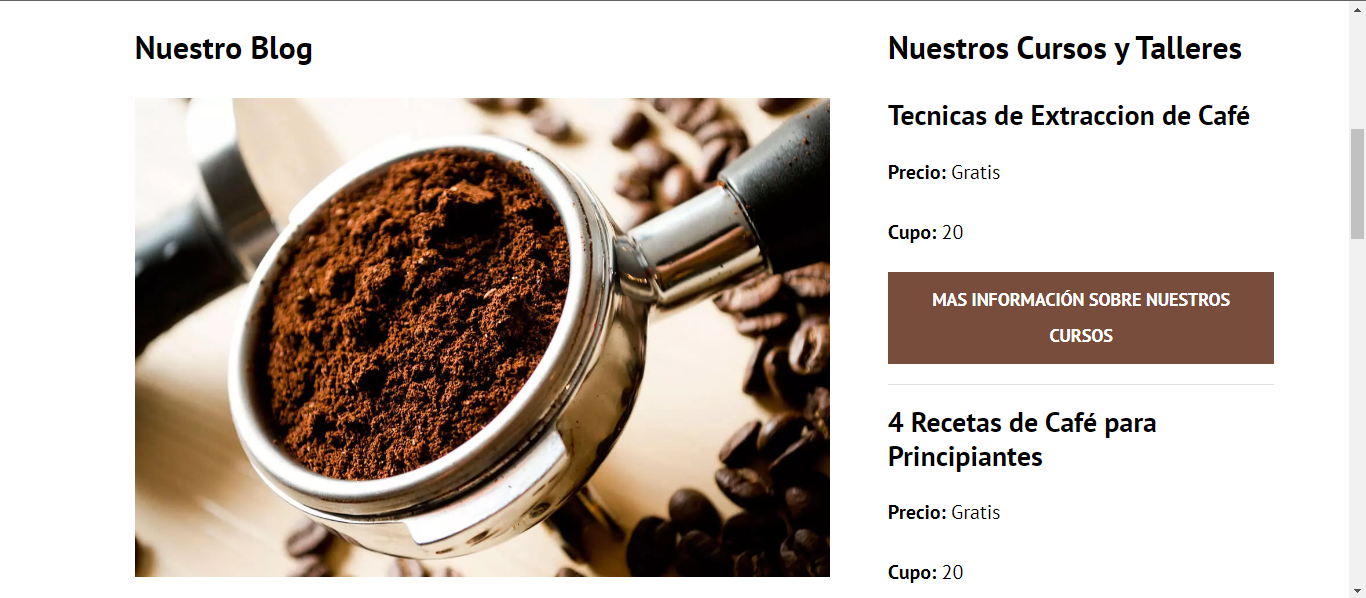 Nuestro Blog
Nuestros Cursos y Talleres
Tecnicas de Extraccion de Café
Precio: Gratis
Cupo: 20
MAS INFORMACIÓN SOBRE NUESTROS
CURSOS
4 Recetas de Café para
Principiantes
Precio: Gratis
Cupo: 20